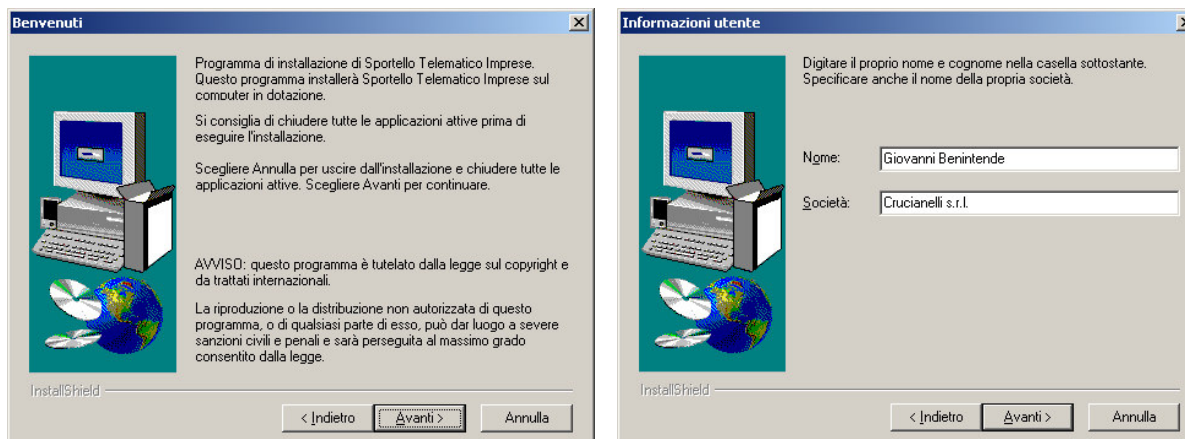 Benvenuti
Programma di installazione di Sportello Telematico Imprese.
Questo programma installerà Sportello Telematico Imprese sul
computer in dotazione.
Si consiglia di chiudere tutte le applicazioni attive prima di
eseguire l'installazione.
Scegliere Annulla per uscire dall'installazione e chiudere tutte le
applicazioni attive. Scegliere Avanti per continuare.
AVVISO: questo programma è tutelato dalla legge sul copyright e
da trattati internazionali.
La riproduzione o la distribuzione non autorizzata di questo
programma, o di qualsiasi parte di esso, può dar luogo a severe
sanzioni civili e penali e sarà perseguita al massimo grado
consentito dalla legge.
InstallShield
< Indietro
Avanti >
Annulla
Informazioni utente
Digitare il proprio nome e cognome nella casella sottostante.
Specificare anche il nome della propria società.
Nome:
Giovanni Benintende
Società:
Crucianelli s.r.l.
InstallShield
< Indietro
Avanti >
Annulla